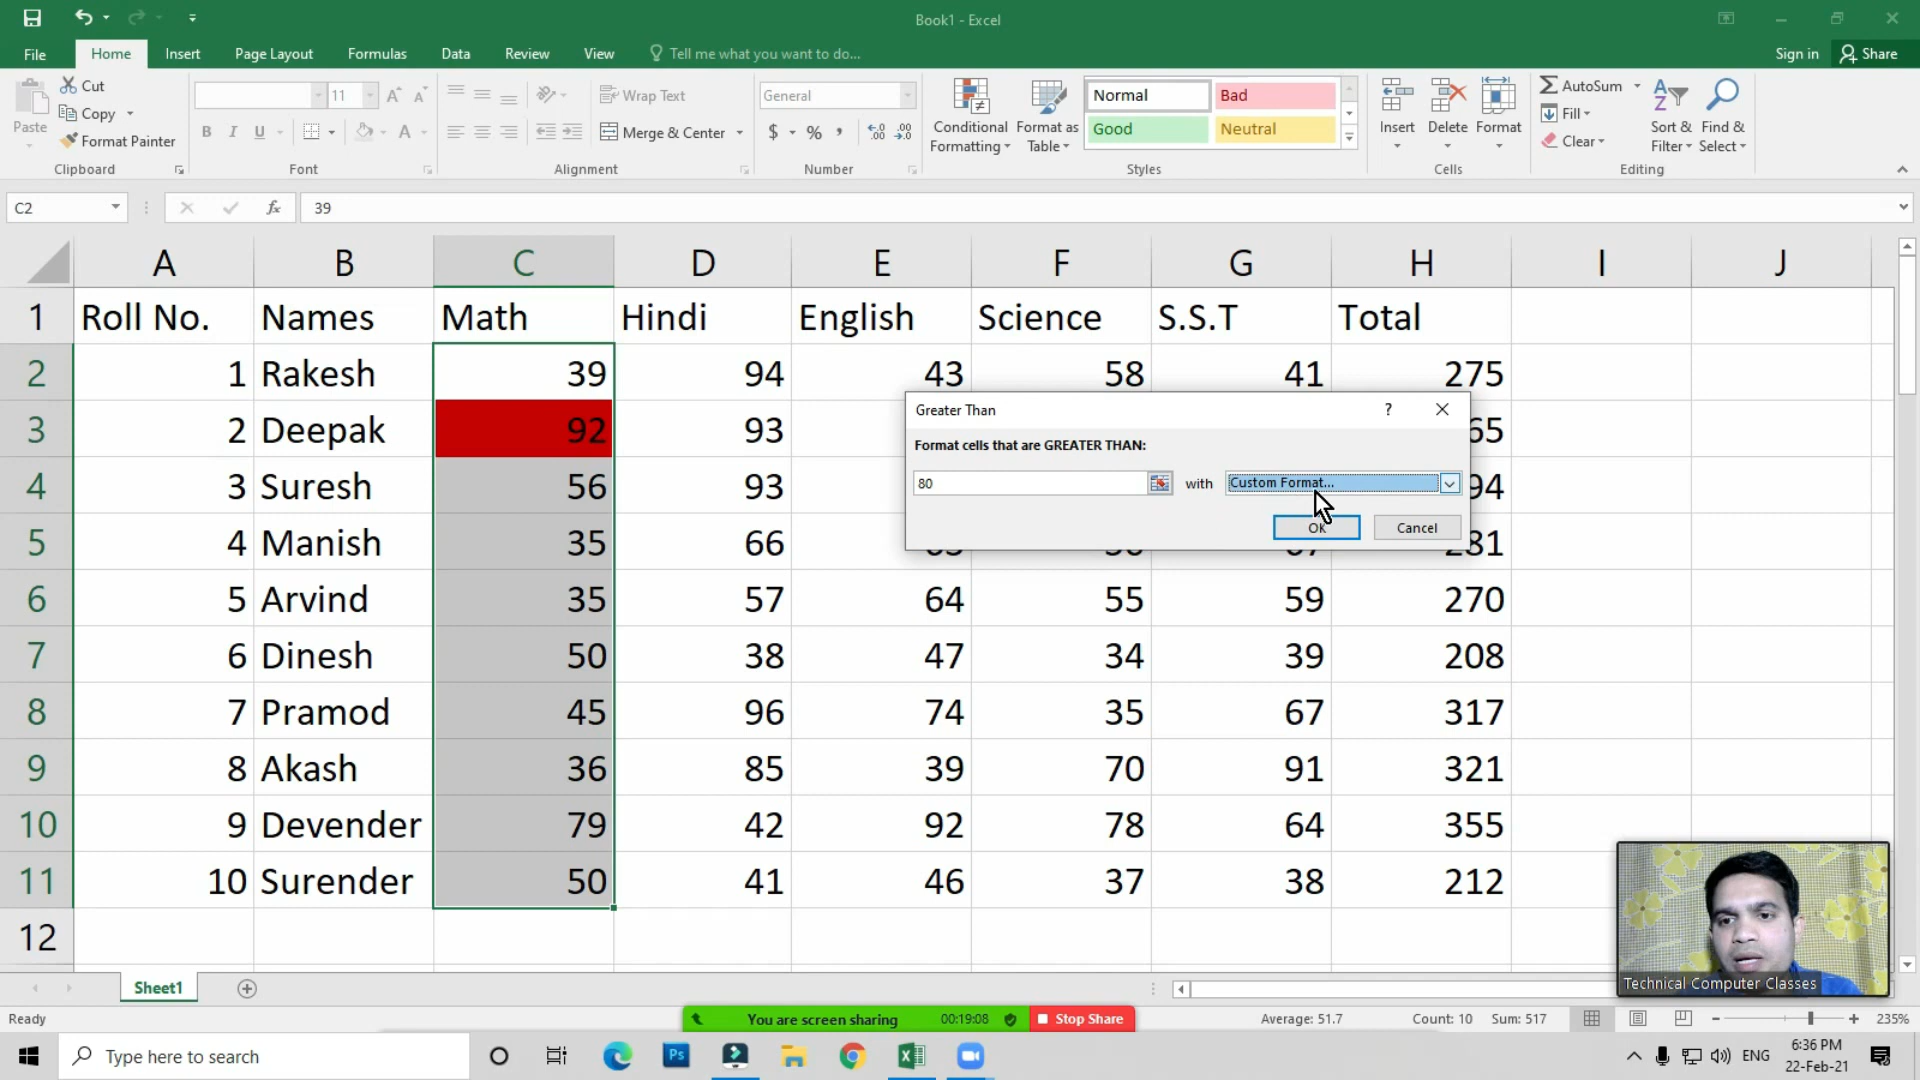 Book1 - Excel
File Home Insert Page Layout Formulas Data Review View Tell me what you want to do... Sign in Share
Paste Cut
Copy
Format Painter
Clipboard
11
B I U A
Font
Wrap Text
Merge & Center
Alignment
General
$ % ,
Number
Conditional Formatting
Format as Table
Normal Bad
Good Neutral
Styles
Insert Delete Format
Cells
AutoSum
Fill
Clear
Sort & Filter
Find & Select
Editing
C2 fx 39
A B C D E F G H I J
1 Roll No. Names Math Hindi English Science S.S.T Total
2 1 Rakesh 39 94 43 58 41 275
3 2 Deepak 92 93 65
4 3 Suresh 56 93 94
5 4 Manish 35 66 81
6 5 Arvind 35 57 64 55 59 270
7 6 Dinesh 50 38 47 34 39 208
8 7 Pramod 45 96 74 35 67 317
9 8 Akash 36 85 39 70 91 321
10 9 Devender 79 42 92 78 64 355
11 10 Surender 50 41 46 37 38 212
12
Greater Than ?
Format cells that are GREATER THAN:
80 with Custom Format...
OK Cancel
Technical Computer Classes
Sheet1
Ready You are screen sharing 00:19:08 Stop Share Average: 51.7 Count: 10 Sum: 517 235%
Type here to search Ps ENG 6:36 PM
22-Feb-21